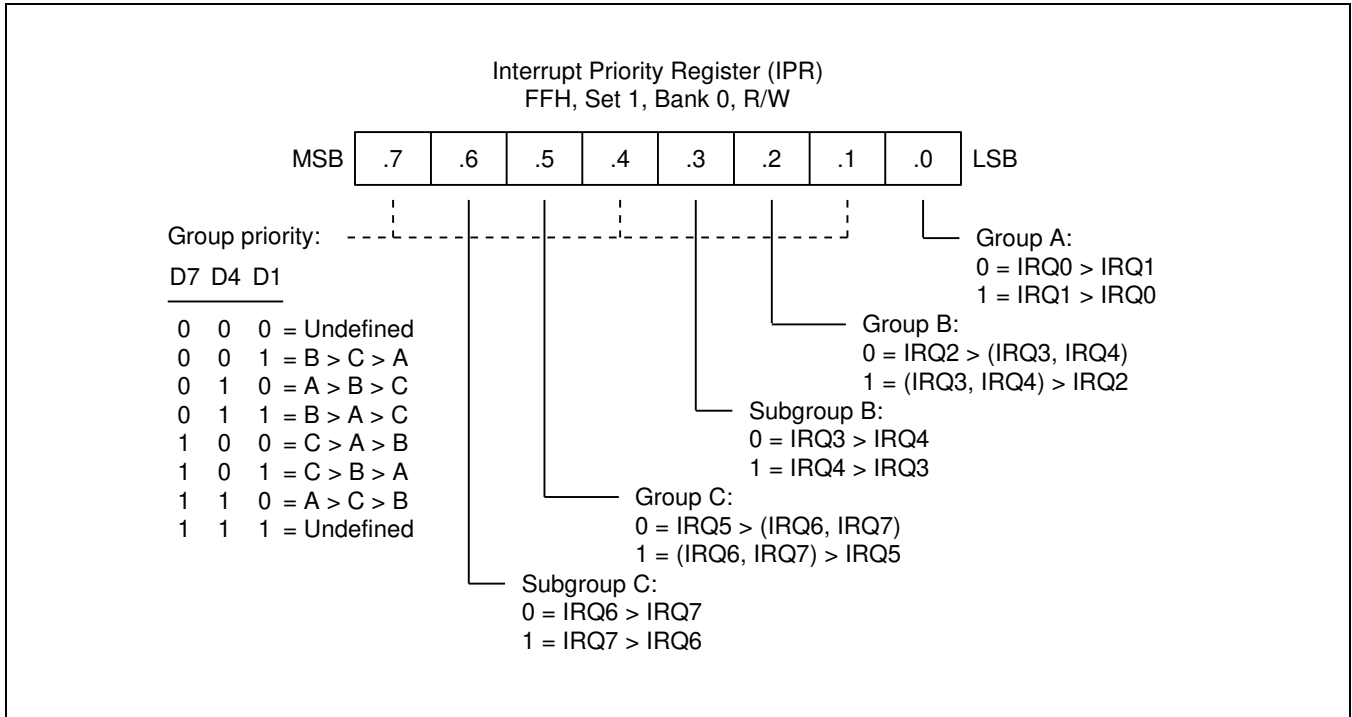 Interrupt Priority Register (IPR)
FFH, Set 1, Bank 0, R/W
MSB .7 .6 .5 .4 .3 .2 .1 .0 LSB
Group priority:
D7 D4 D1
0 0 0 = Undefined
0 0 1 = B > C > A
0 1 0 = A > B > C
0 1 1 = B > A > C
1 0 0 = C > A > B
1 0 1 = C > B > A
1 1 0 = A > C > B
1 1 1 = Undefined
Group A:
0 = IRQ0 > IRQ1
1 = IRQ1 > IRQ0
Group B:
0 = IRQ2 > (IRQ3, IRQ4)
1 = (IRQ3, IRQ4) > IRQ2
Subgroup B:
0 = IRQ3 > IRQ4
1 = IRQ4 > IRQ3
Group C:
0 = IRQ5 > (IRQ6, IRQ7)
1 = (IRQ6, IRQ7) > IRQ5
Subgroup C:
0 = IRQ6 > IRQ7
1 = IRQ7 > IRQ6